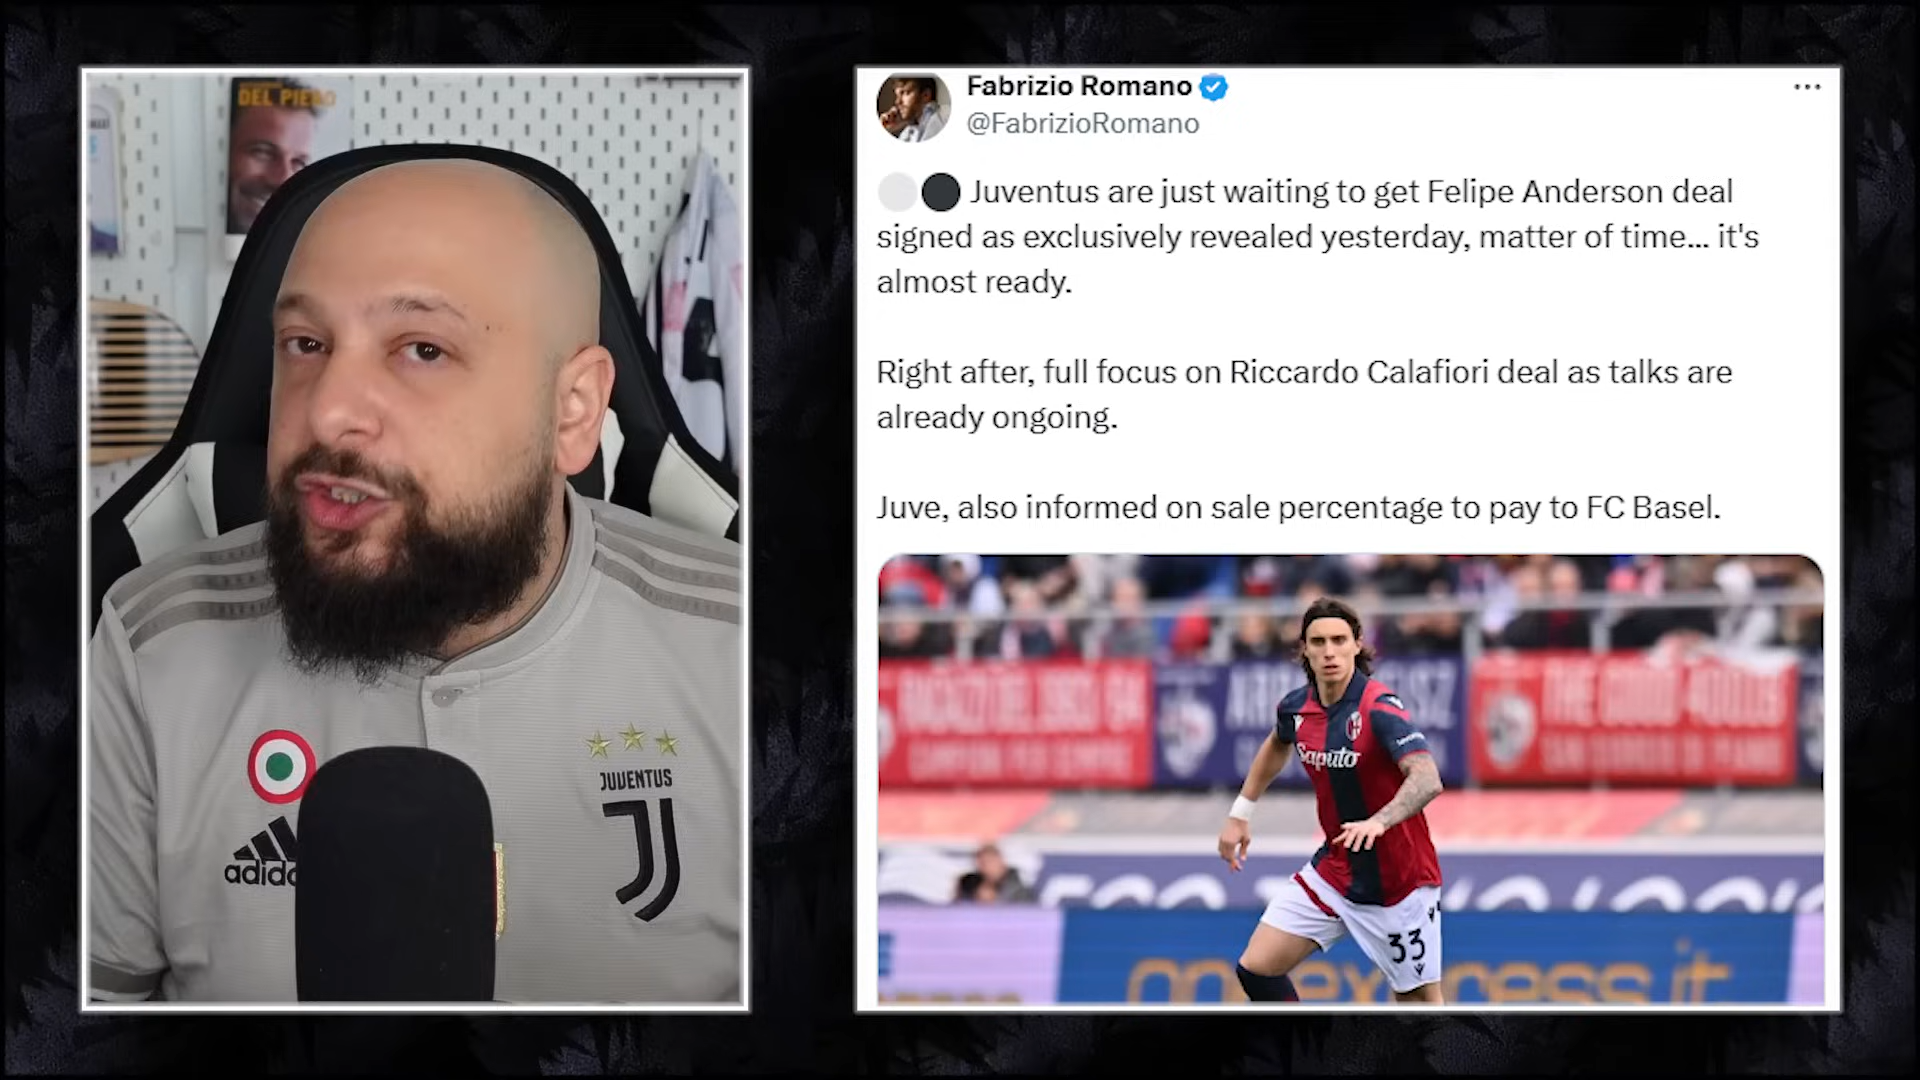 DEL PIERO
adidas
JUVENTUS
Fabrizio Romano
@FabrizioRomano
Juventus are just waiting to get Felipe Anderson deal
signed as exclusively revealed yesterday, matter of time... it's
almost ready.
Right after, full focus on Riccardo Calafiori deal as talks are
already ongoing.
Juve, also informed on sale percentage to pay to FC Basel.
Saputo
33